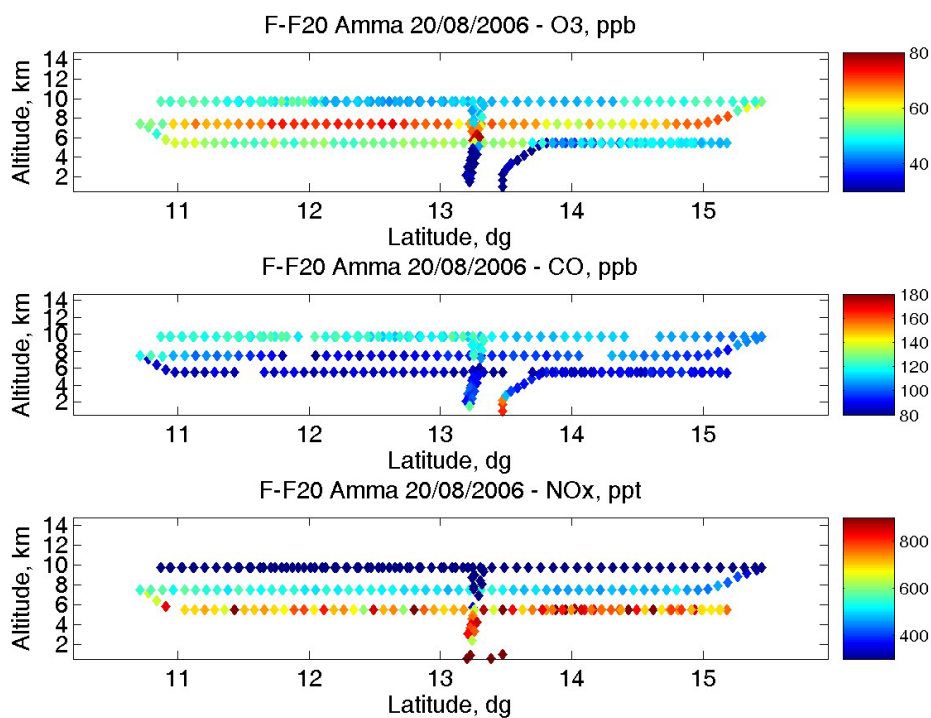 F-F20 Amma 20/08/2006 - O3, ppb
14
12
10
8
6
4
2
Altitude, km
11 12 13 14 15
Latitude, dg
80
60
40
F-F20 Amma 20/08/2006 - CO, ppb
14
12
10
8
6
4
2
Altitude, km
11 12 13 14 15
Latitude, dg
180
160
140
120
100
80
F-F20 Amma 20/08/2006 - NOx, ppt
14
12
10
8
6
4
2
Altitude, km
11 12 13 14 15
Latitude, dg
800
600
400